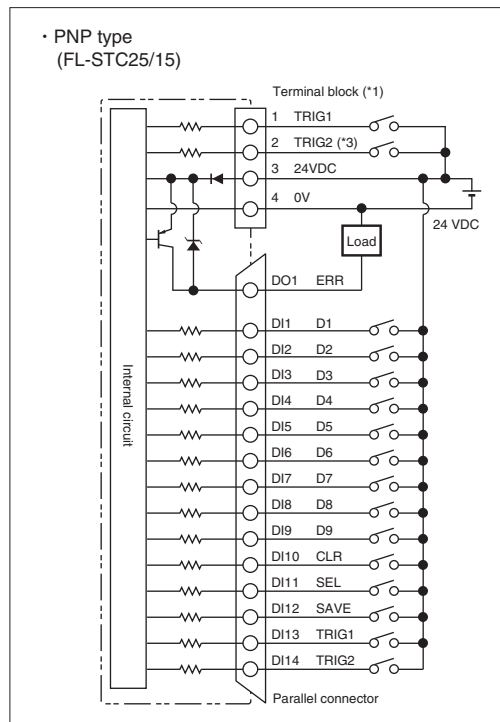 ・PNP type
(FL-STC25/15)
Terminal block (*1)
1 TRIG1
2 TRIG2 (*3)
3 24VDC
4 0V
24 VDC
Load
DO1 ERR
DI1 D1
DI2 D2
DI3 D3
DI4 D4
DI5 D5
DI6 D6
DI7 D7
DI8 D8
DI9 D9
DI10 CLR
DI11 SEL
DI12 SAVE
DI13 TRIG1
DI14 TRIG2
Internal circuit
Parallel connector